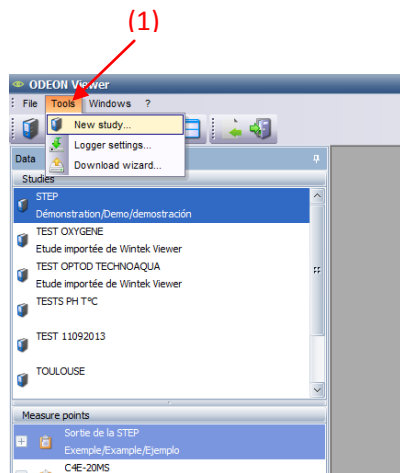 (1)
ODEON Viewer
File Tools Windows ?
New study...
Logger settings...
Download wizard...
Data
Studies
STEP
Démonstration/Demo/demostración
TEST OXYGENE
Etude importée de Wintek Viewer
TEST OPTOD TECHNOAQUA
Etude importée de Wintek Viewer
TESTS PH T°C
TEST 11092013
TOULOUSE
Measure points
Sortie de la STEP
Exemple/Example/Ejemplo
C4E-20MS